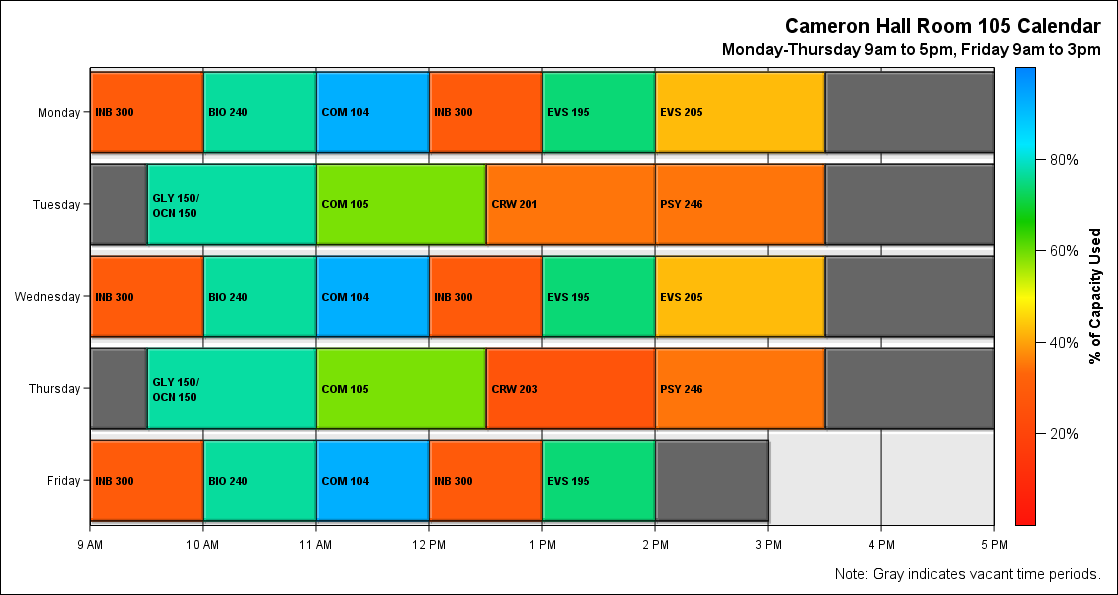 Cameron Hall Room 105 Calendar
Monday-Thursday 9am to 5pm, Friday 9am to 3pm
Monday
INB 300
BIO 240
COM 104
INB 300
EVS 195
EVS 205
Tuesday
GLY 150/
OCN 150
COM 105
CRW 201
PSY 246
Wednesday
INB 300
BIO 240
COM 104
INB 300
EVS 195
EVS 205
Thursday
GLY 150/
OCN 150
COM 105
CRW 203
PSY 246
Friday
INB 300
BIO 240
COM 104
INB 300
EVS 195
9 AM
10 AM
11 AM
12 PM
1 PM
2 PM
3 PM
4 PM
5 PM
80%
60%
40%
20%
% of Capacity Used
Note: Gray indicates vacant time periods.